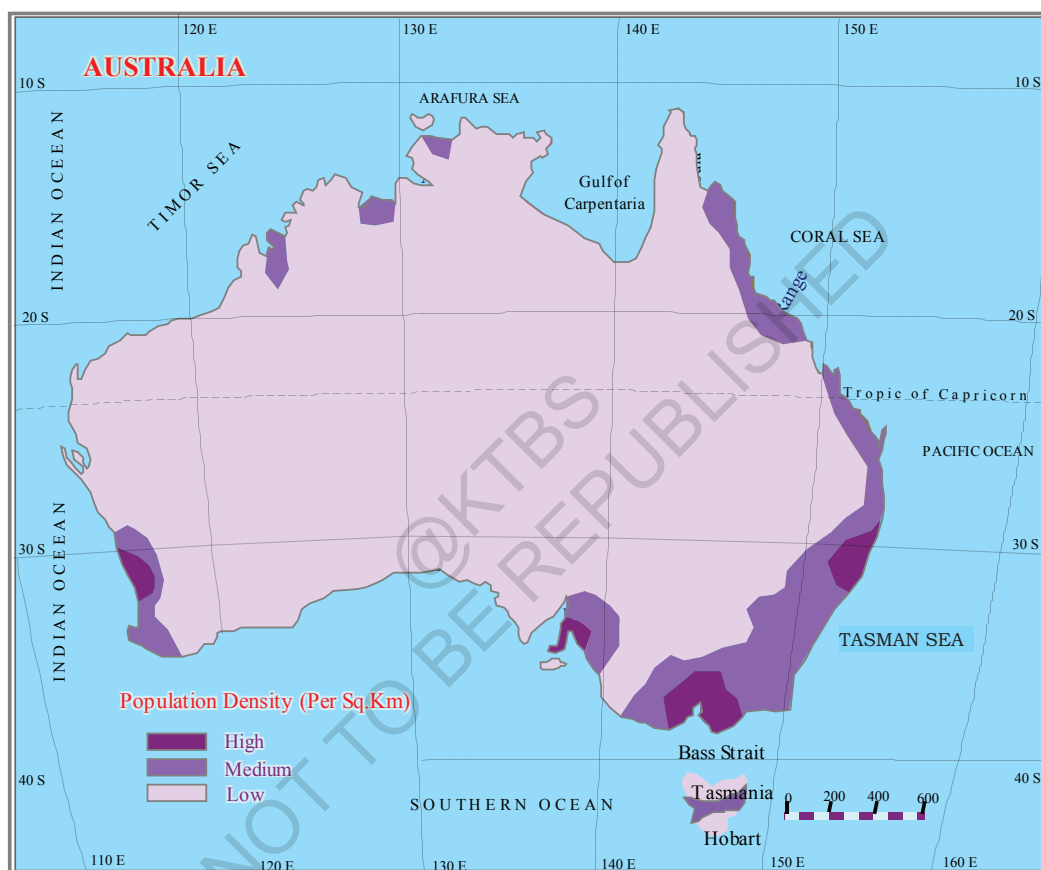 120 E
130 E
140 E
150 E
AUSTRALIA
10 S
10 S
ARAFURA SEA
INDIAN OCEEAN
TIMOR SEA
Gulf of
Carpentaria
CORAL SEA
Range
20 S
20 S
Tropic of Capricorn
PACIFIC OCEAN
@KTBS
NOT TO BE REPUBLISHED
30 S
30 S
INDIAN OCEEAN
TASMAN SEA
Population Density (Per Sq.Km)
High
Medium
Low
Bass Strait
40 S
40 S
SOUTHERN OCEAN
Tasmania
0 200 400 600
Hobart
110 E
120 E
130 E
140 E
150 E
160 E